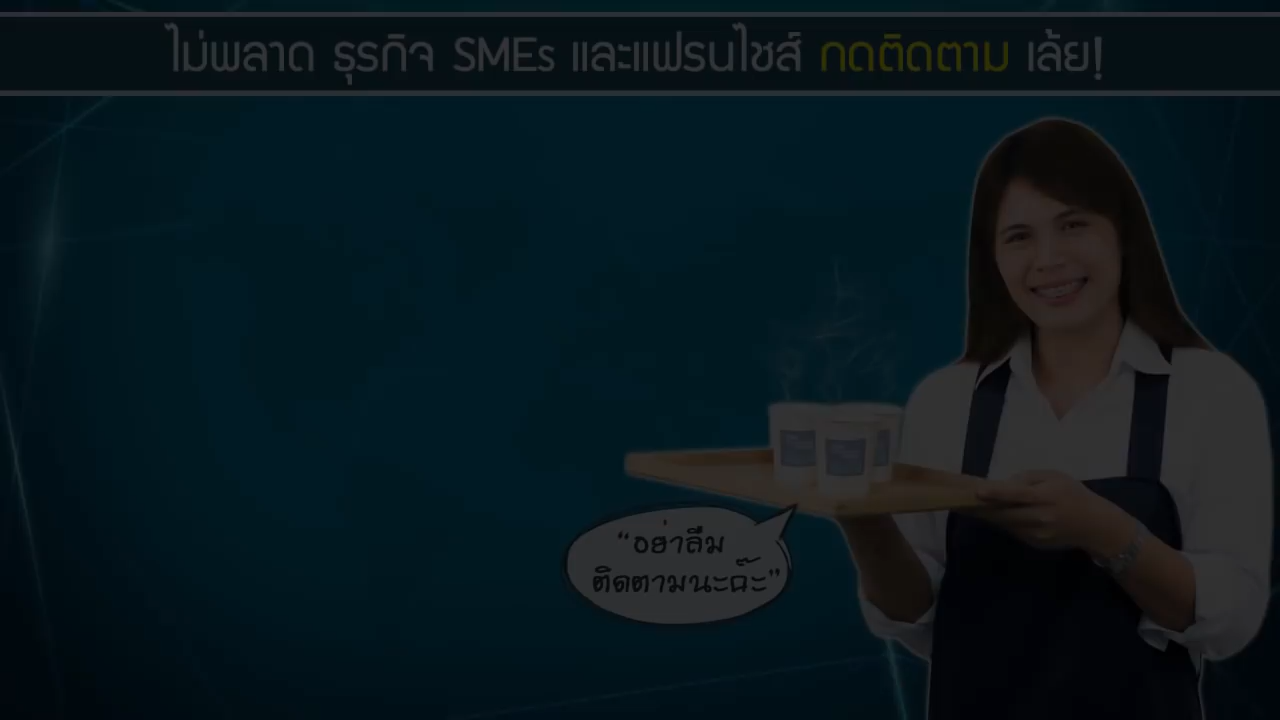 ไม่พลาด ธุรกิจ SMEs และแฟรนไชส์ กดติดตาม เล้ย!
“อย่าลืม
ติดตามนะฉ๊ะ”